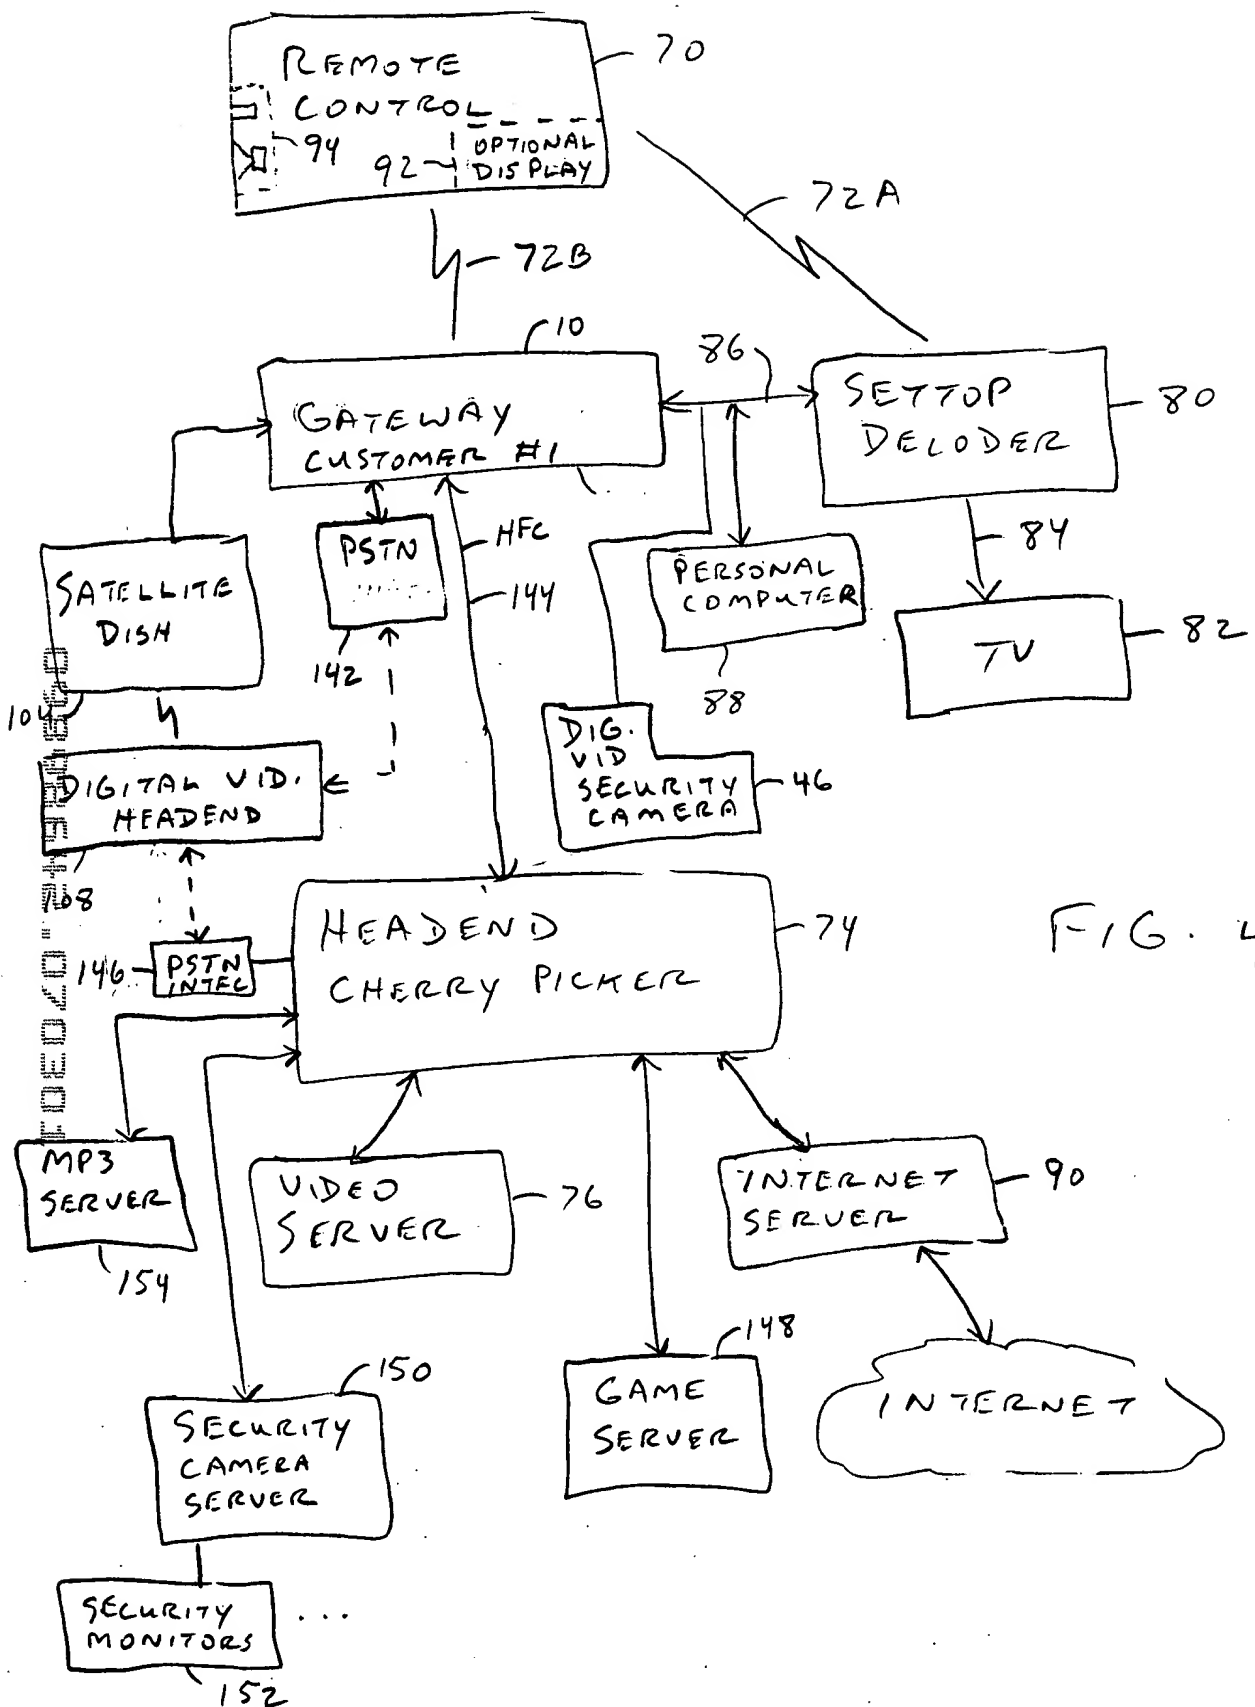 REMOTE
CONTROL
70
94
92
OPTIONAL
DISPLAY
72A
72B
10
86
GATEWAY
CUSTOMER #1
SETTOP
DELODER
80
PSTN
HFC
144
84
SATELLITE
DISH
PERSONAL
COMPUTER
TV
82
142
88
104
DIG.
VID
SECURITY
CAMERA
46
DIGITAL VID.
HEADEND
108
HEADEND
CHERRY PICKER
74
FIG. 4
146
PSTN
INTFC
MP3
SERVER
154
VIDEO
SERVER
76
INTERNET
SERVER
90
148
150
GAME
SERVER
INTERNET
SECURITY
CAMERA
SERVER
SECURITY
MONITORS
...
152